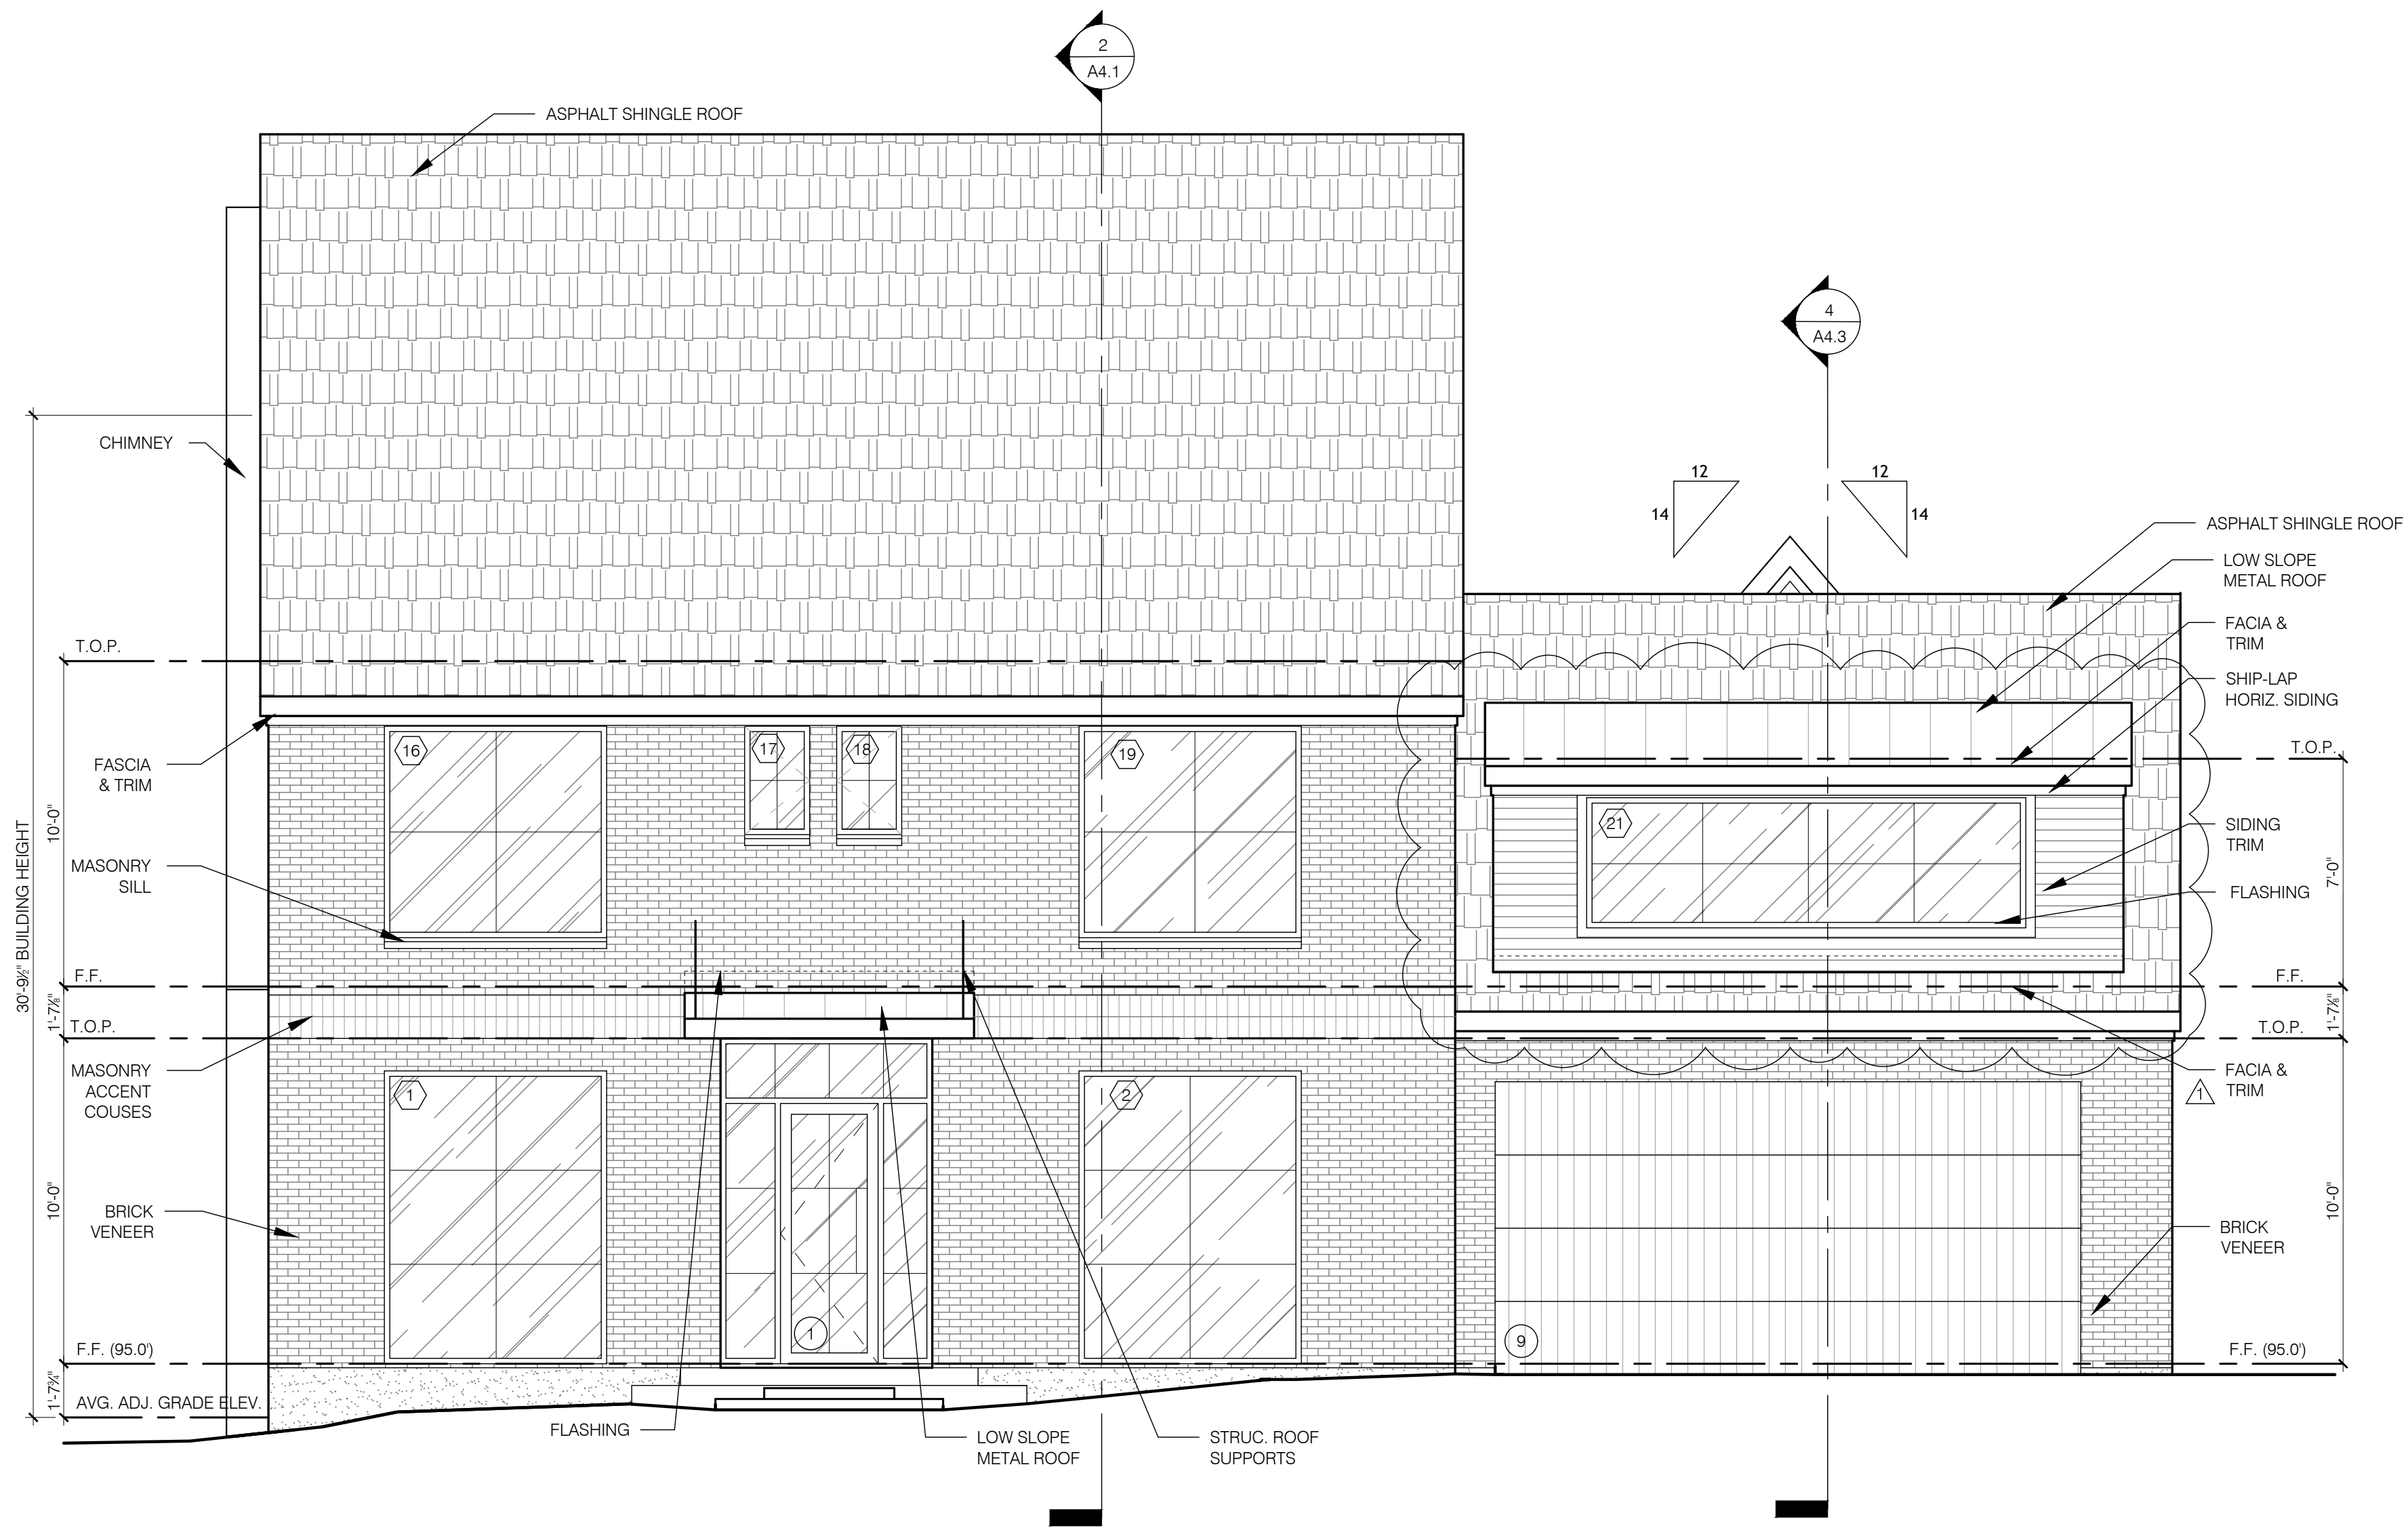 2
A4.1
ASPHALT SHINGLE ROOF
4
A4.3
CHIMNEY
12
12
14
14
ASPHALT SHINGLE ROOF
LOW SLOPE
METAL ROOF
FACIA &
TRIM
SHIP-LAP
HORIZ. SIDING
T.O.P.
T.O.P.
16
17
18
19
FASCIA
& TRIM
21
SIDING
TRIM
30'-9½" BUILDING HEIGHT
10'-0"
7'-0"
MASONRY
SILL
FLASHING
F.F.
F.F.
1'-7⅞"
1'-7⅞"
T.O.P.
T.O.P.
MASONRY
ACCENT
COUSES
1
2
FACIA &
TRIM
1
10'-0"
10'-0"
BRICK
VENEER
BRICK
VENEER
1
9
F.F. (95.0')
F.F. (95.0')
1'-7¾"
AVG. ADJ. GRADE ELEV.
FLASHING
LOW SLOPE
METAL ROOF
STRUC. ROOF
SUPPORTS